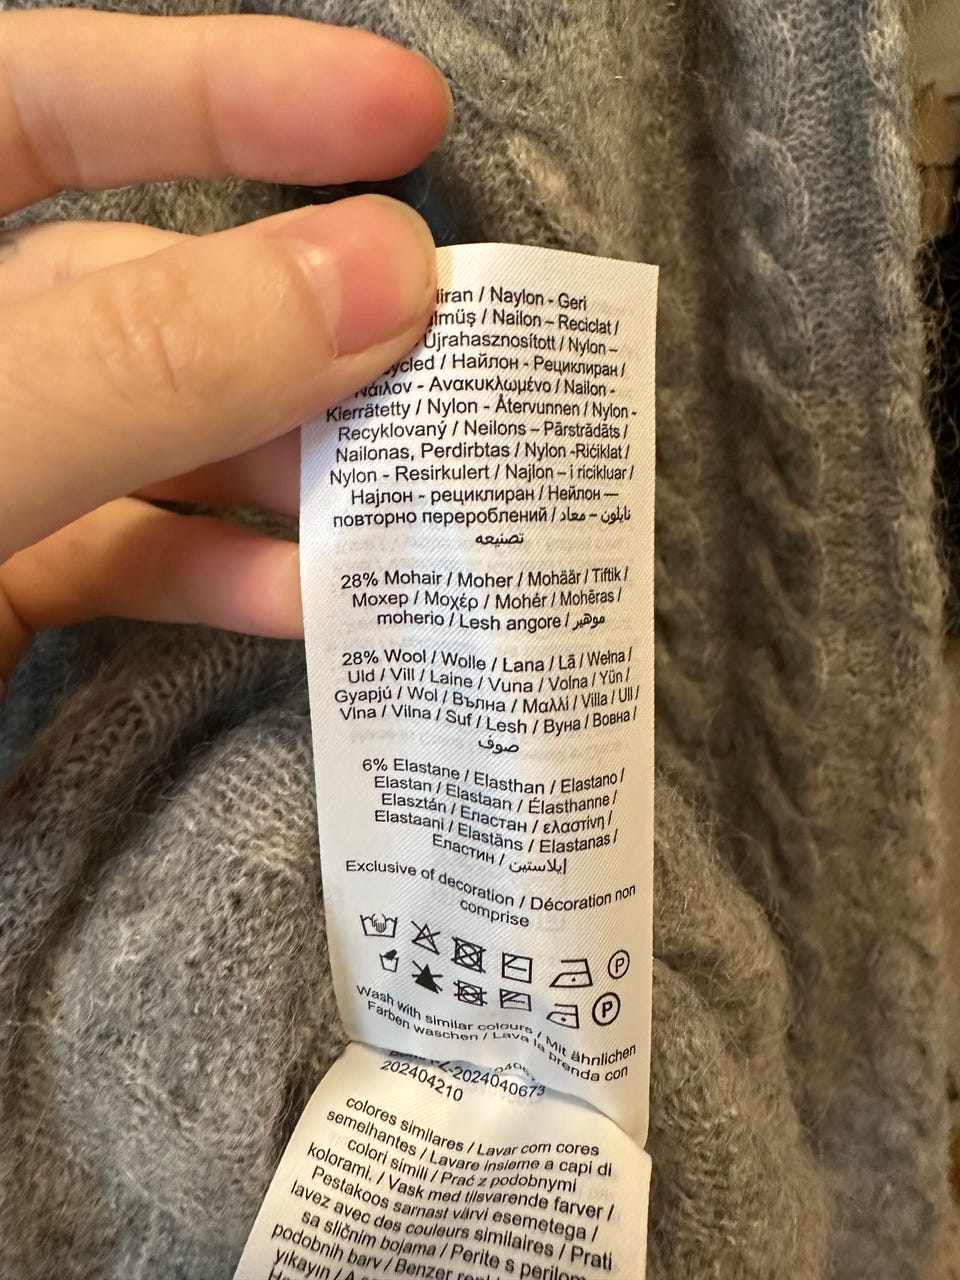 / Naylon - Geri
/ Nailon – Reciclat /
Újrahasznosított / Nylon –
/ Найлон - Рециклиран /
Νάιλον - Ανακυκλωμένο / Nailon -
Kierrätetty / Nylon - Återvunnen / Nylon -
Recyklovaný / Neilons – Pārstrādāts /
Nailonas, Perdirbtas / Nylon -Riċiklat /
Nylon - Resirkulert / Najlon – i ricikluar /
Најлон - рециклиран / Нейлон —
повторно перероблений / نايلون – معاد
تصنيعه
28% Mohair / Moher / Mohäär / Tiftik /
Мохер / Μοχέρ / Mohér / Mohēras /
moherio / Lesh angore / موهير
28% Wool / Wolle / Lana / Lã / Wełna /
Uld / Vill / Laine / Vuna / Volna / Yün /
Gyapjú / Wol / Вълна / Μαλλί / Villa / Ull /
Vlna / Vilna / Suf / Lesh / Вуна / Вовна /
صوف
6% Elastane / Elasthan / Elastano /
Elastan / Elastaan / Élasthanne /
Elasztán / Еластан / ελαστίνη /
Elastaani / Elastāns / Elastanas /
Еластин / إيلاستين
Exclusive of decoration / Décoration non
comprise
P
P
Wash with similar colours / Mit ähnlichen
Farben waschen / Lava la prenda con
-2024040673
202404210
colores similares / Lavar com cores
semelhantes / Lavare insieme a capi di
colori simili / Prać z podobnymi
kolorami. / Vask med tilsvarende farver /
Pestakoos sarnast värvi esemetega /
lavez avec des couleurs similaires / Prati
sa sličnim bojama / Perite s perilom
podobnih barv / Benzer
yıkayın /